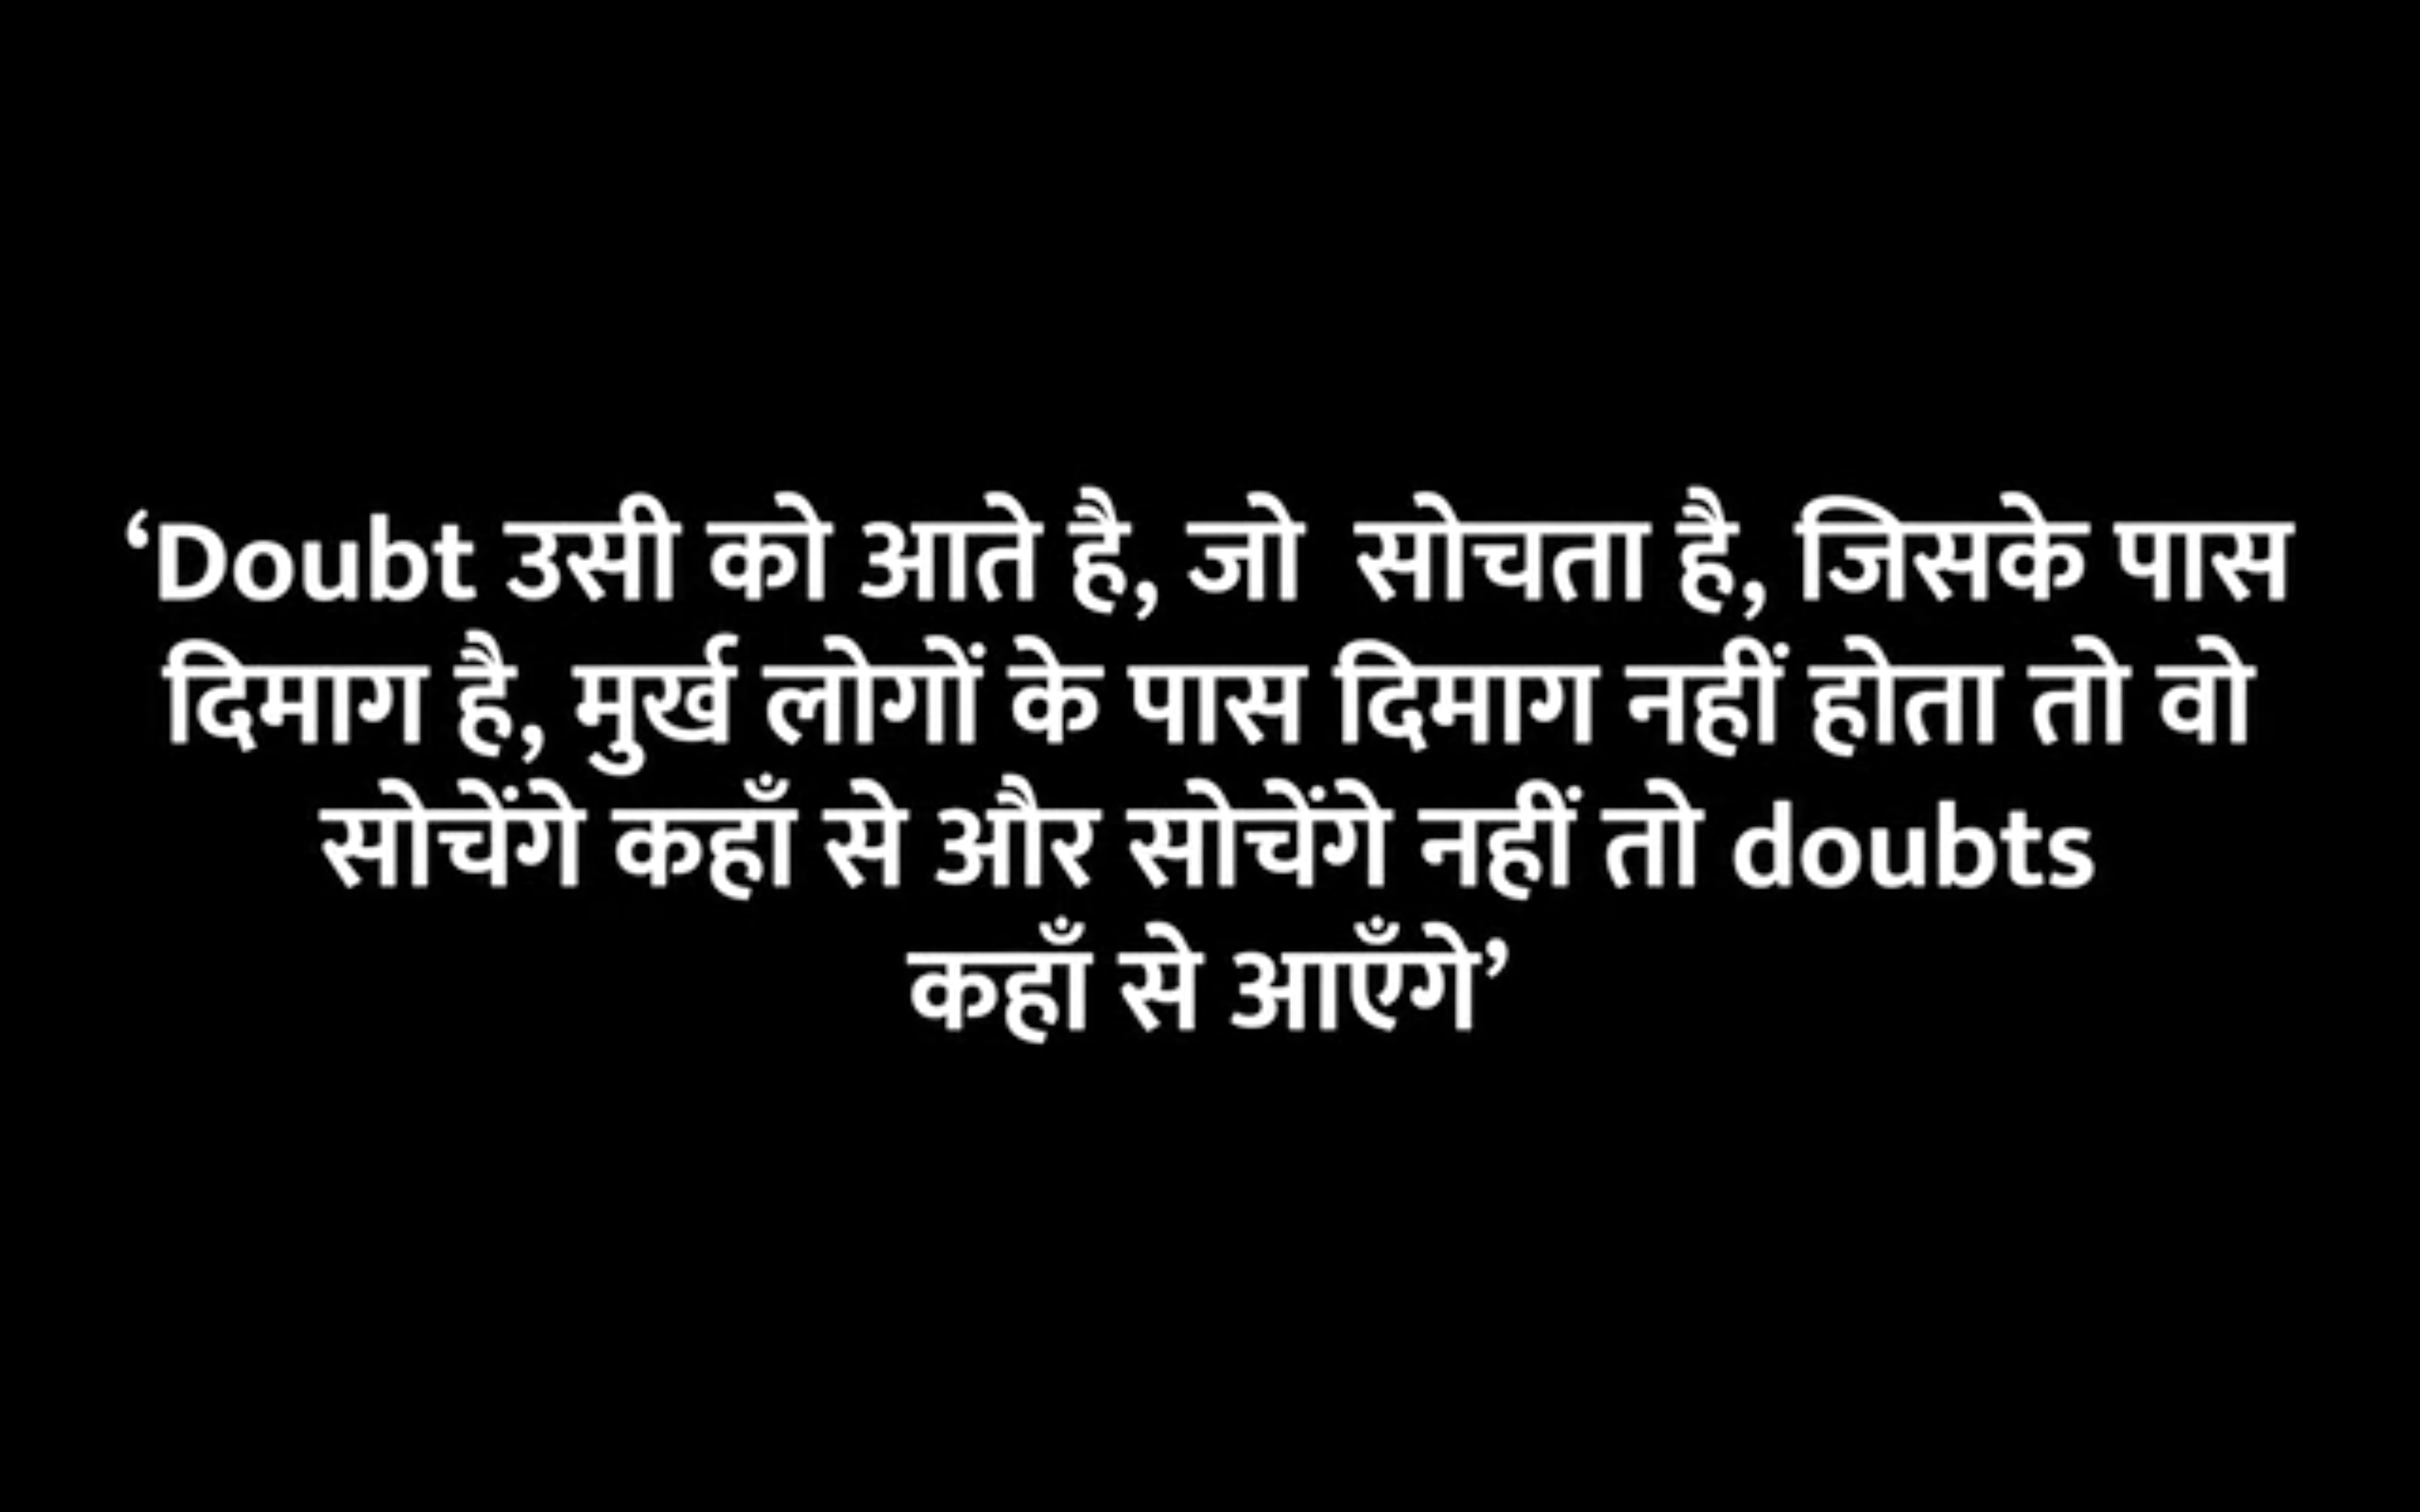 ‘Doubt उसी को आते है, जो  सोचता है, जिसके पास
दिमाग है, मुर्ख लोगों के पास दिमाग नहीं होता तो वो
सोचेंगे कहाँ से और सोचेंगे नहीं तो doubts
कहाँ से आएँगे’